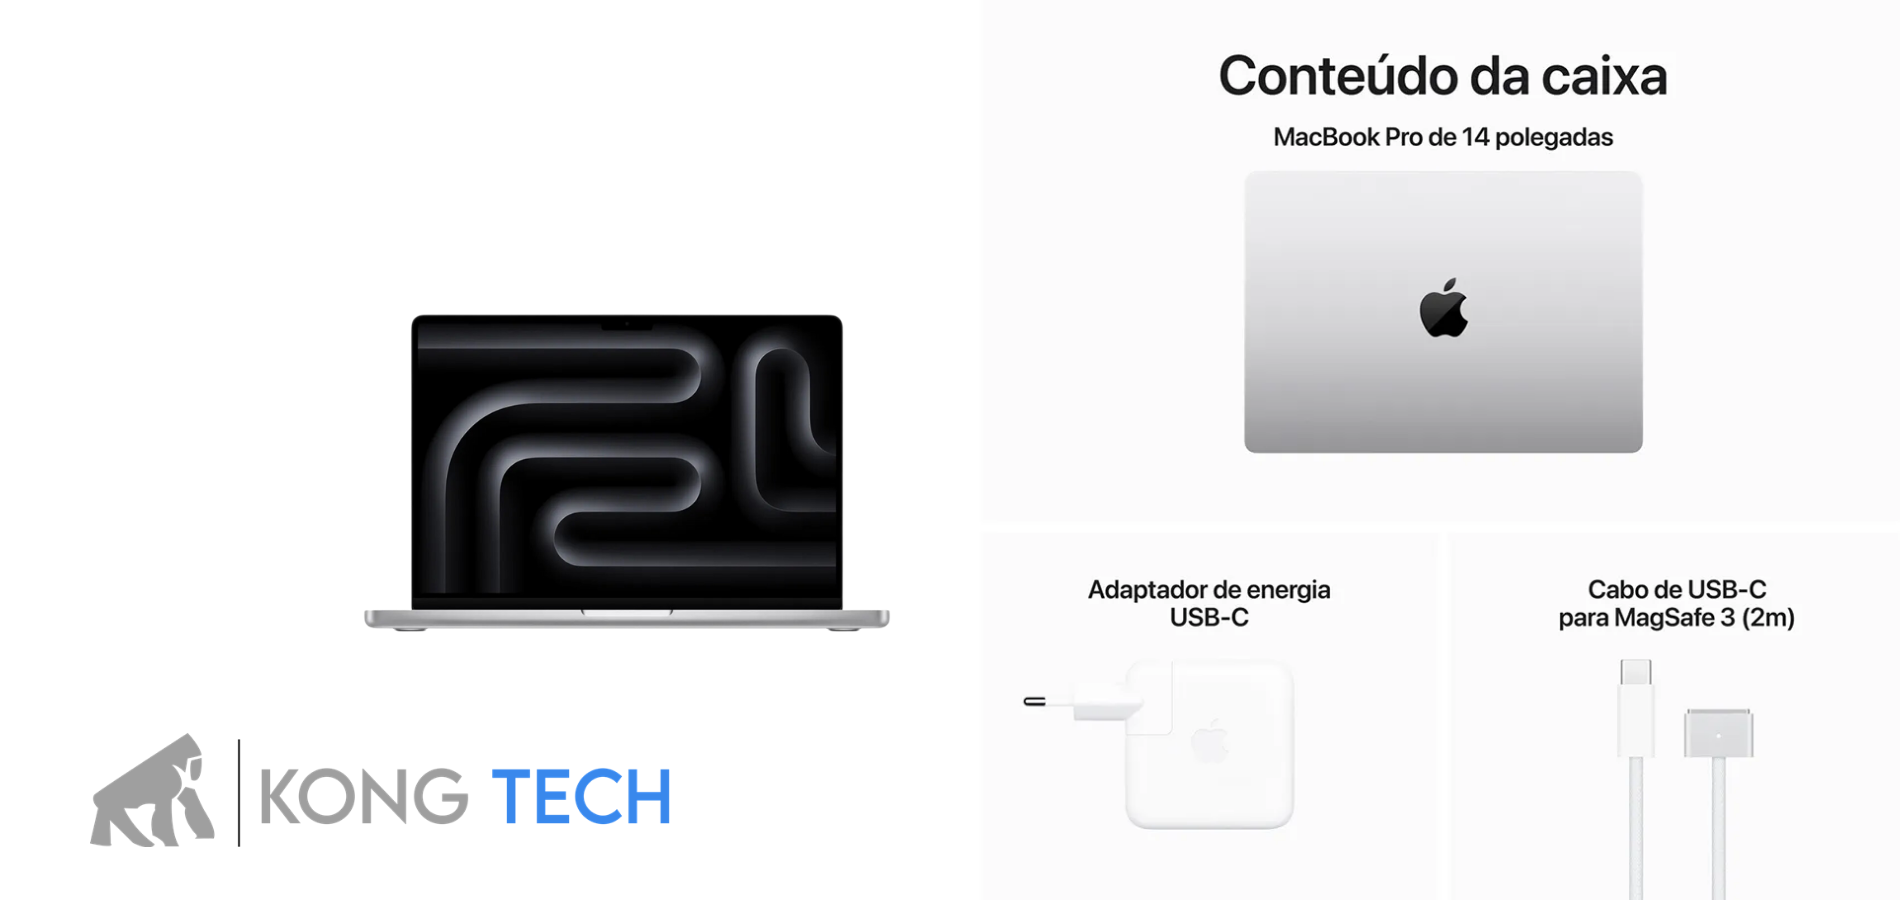 Conteúdo da caixa
MacBook Pro de 14 polegadas
Adaptador de energia
USB-C
Cabo de USB-C
para MagSafe 3 (2m)
KONG TECH